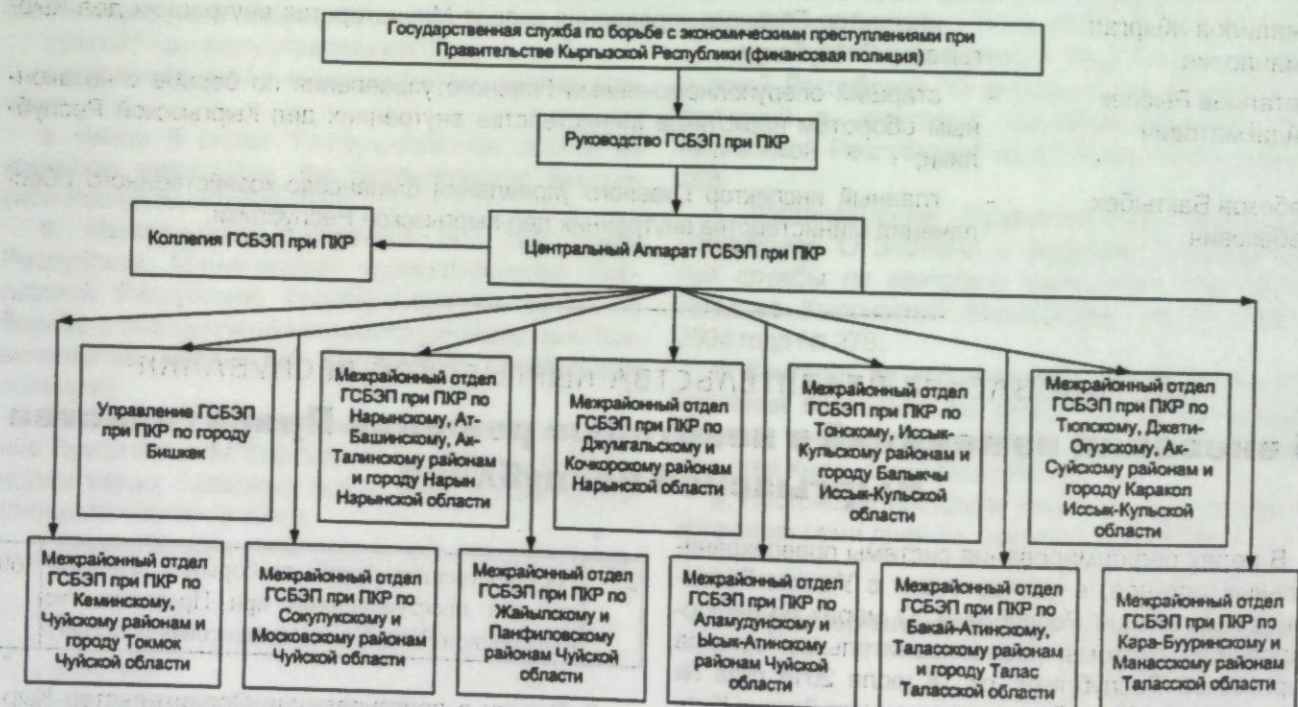 Государственная служба по борьбе с экономическими преступлениями при
Правительстве Кыргызской Республики (финансовая полиция)
Руководство ГСБЭП при ПКР
Коллегия ГСБЭП при ПКР
Центральный Аппарат ГСБЭП при ПКР
Управление ГСБЭП
при ПКР по городу
Бишкек
Межрайонный отдел
ГСБЭП при ПКР по
Нарынскому, Ат-
Башинскому, Ак-
Талинскому районам
и городу Нарын
Нарынской области
Межрайонный отдел
ГСБЭП при ПКР по
Джумгальскому и
Кочкорскому районам
Нарынской области
Межрайонный отдел
ГСБЭП при ПКР по
Тонскому, Иссык-
Кульскому районам и
городу Балыкчы
Иссык-Кульской
области
Межрайонный отдел
ГСБЭП при ПКР по
Тюпскому, Джети-
Огузскому, Ак-
Суйскому районам и
городу Каракол
Иссык-Кульской
области
Межрайонный отдел
ГСБЭП при ПКР по
Кеминскому,
Чуйскому районам и
городу Токмок
Чуйской области
Межрайонный отдел
ГСБЭП при ПКР по
Сокулукскому и
Московскому районам
Чуйской области
Межрайонный отдел
ГСБЭП при ПКР по
Жайылскому и
Панфиловскому
районам Чуйской
области
Межрайонный отдел
ГСБЭП при ПКР по
Аламудунскому и
Ысык-Атинскому
районам Чуйской
области
Межрайонный отдел
ГСБЭП при ПКР по
Бакай-Атинскому,
Таласскому районам
и городу Талас
Таласской области
Межрайонный отдел
ГСБЭП при ПКР по
Кара-Бууринскому и
Манасскому районам
Таласской области